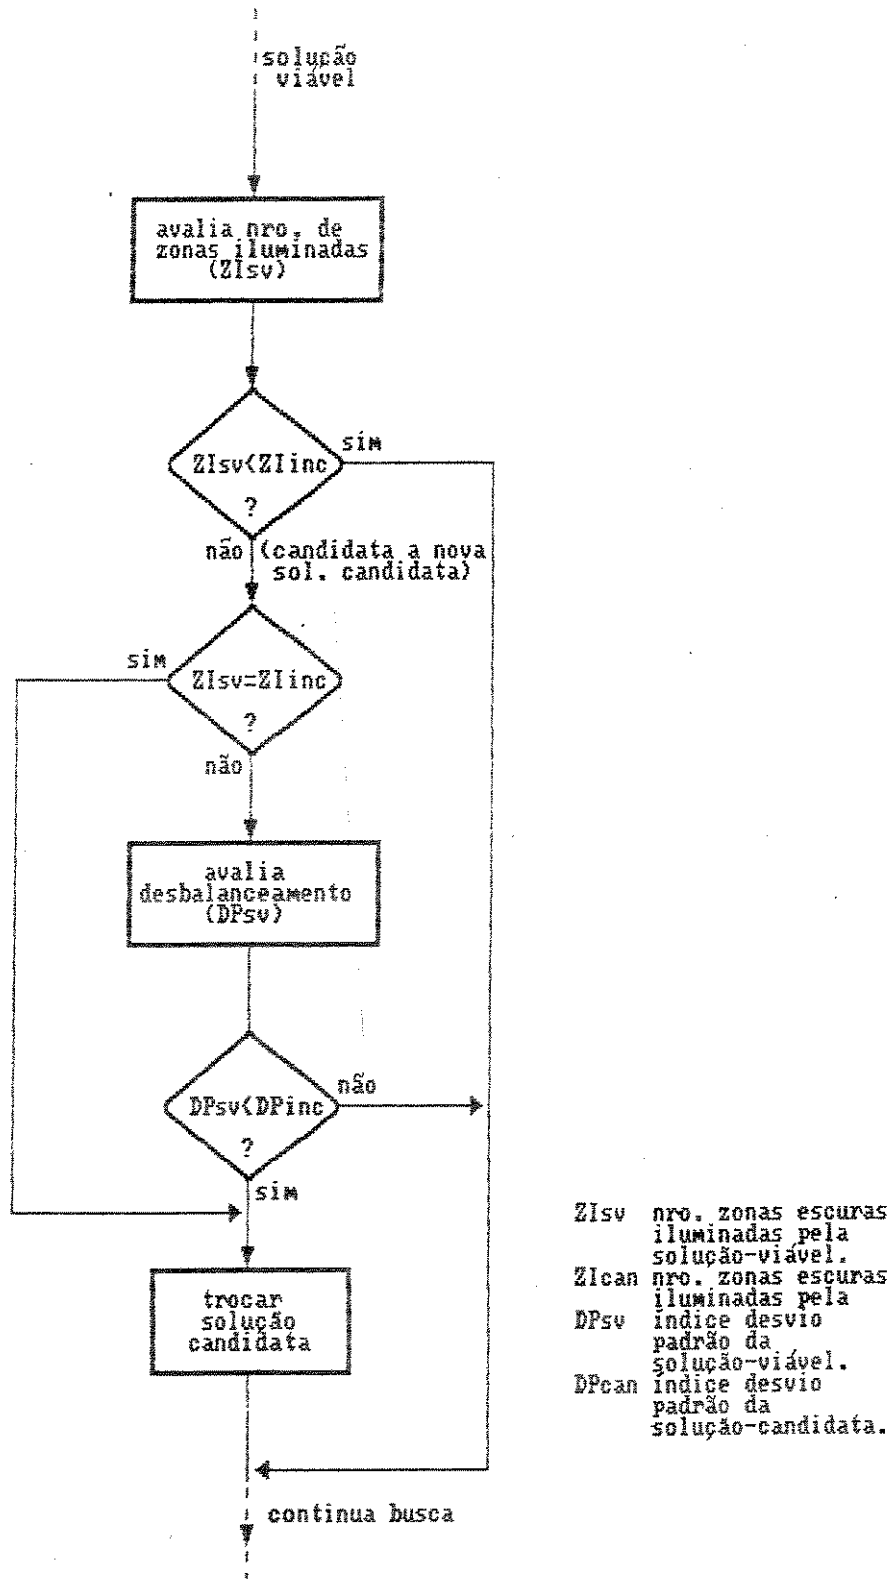 solução
viável
avalia nro. de
zonas iluminadas
(ZIsv)
ZIsv<ZIinc
?
sim
não (candidata a nova
sol. candidata)
sim
ZIsv=ZIinc
?
não
avalia
desbalanceamento
(DPsv)
DPsv<DPinc
?
não
sim
trocar
solução
candidata
continua busca
ZIsv nro. zonas escuras
iluminadas pela
solução-viável.
ZIcan nro. zonas escuras
iluminadas pela
DPsv índice desvio
padrão da
solução-viável.
DPcan índice desvio
padrão da
solução-candidata.